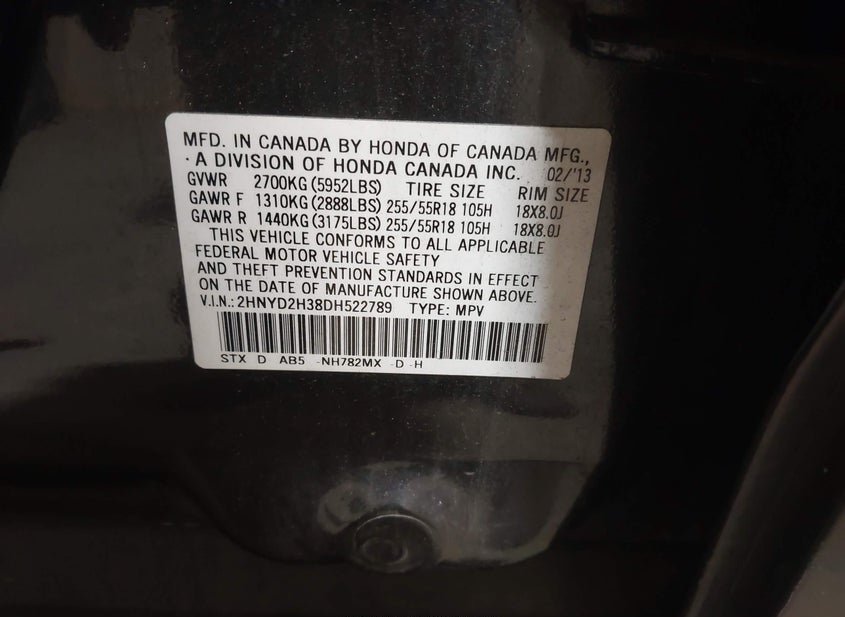 MFD. IN CANADA BY HONDA OF CANADA MFG.,
A DIVISION OF HONDA CANADA INC. 02/'13
GVWR 2700KG (5952LBS) TIRE SIZE RIM SIZE
GAWR F 1310KG (2888LBS) 255/55R18 105H 18X8.0J
GAWR R 1440KG (3175LBS) 255/55R18 105H 18X8.0J
THIS VEHICLE CONFORMS TO ALL APPLICABLE
FEDERAL MOTOR VEHICLE SAFETY
AND THEFT PREVENTION STANDARDS IN EFFECT
ON THE DATE OF MANUFACTURE SHOWN ABOVE.
V.I.N.:2HNYD2H38DH522789 TYPE: MPV
STX D AB5 -NH782MX -D -H